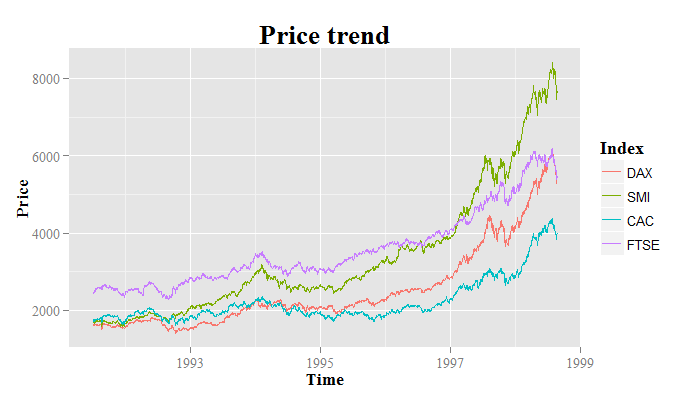 Price trend
8000
6000
4000
2000
Price
1993
1995
1997
1999
Time
Index
DAX
SMI
CAC
FTSE